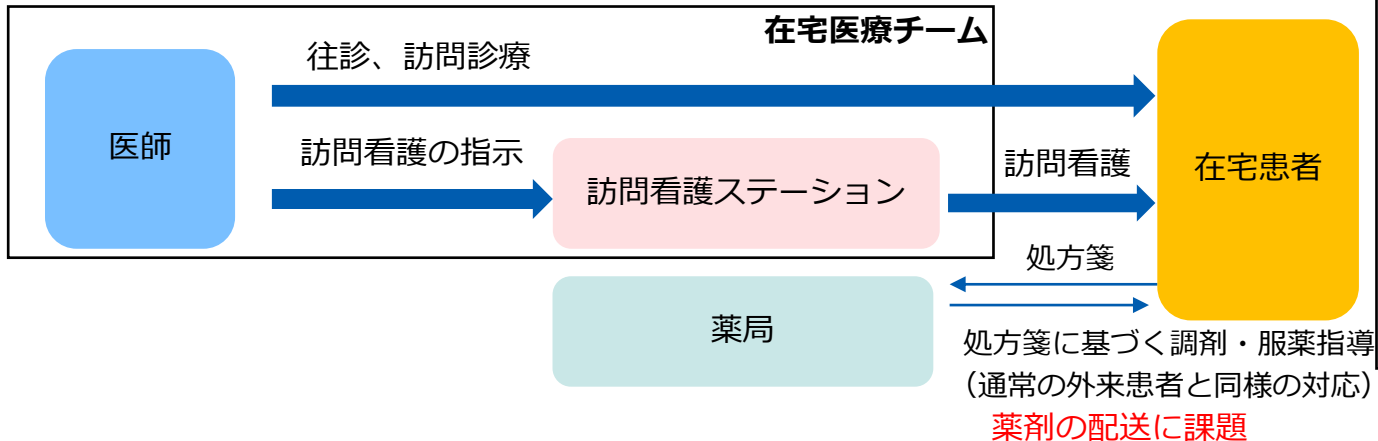 在宅医療チーム
往診、訪問診療
医師
訪問看護の指示
訪問看護ステーション
訪問看護
在宅患者
処方箋
薬局
処方箋に基づく調剤・服薬指導
（通常の外来患者と同様の対応）
薬剤の配送に課題